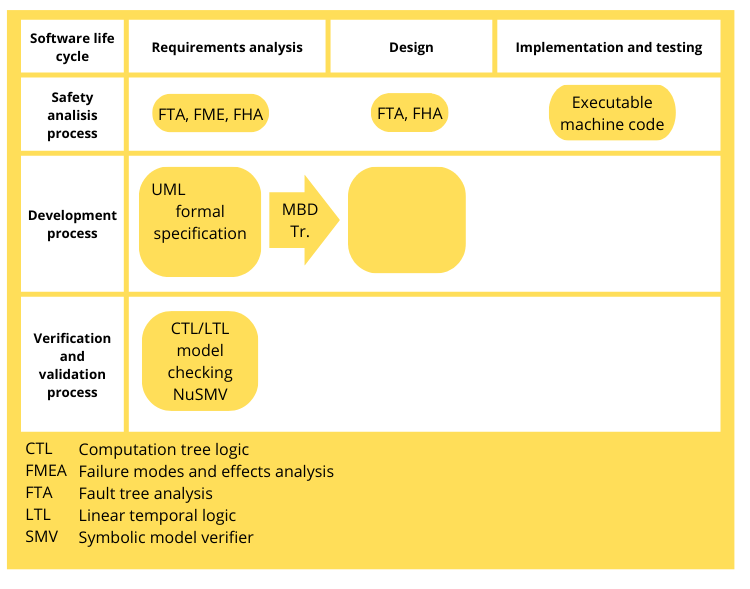 Software life
cycle
Requirements analysis
Design
Implementation and testing
Safety
analisis
process
FTA, FME, FHA
FTA, FHA
Executable
machine code
Development
process
UML
formal
specification
MBD
Tr.
Verification
and
validation
process
CTL/LTL
model
checking
NuSMV
CTL Computation tree logic
FMEA Failure modes and effects analysis
FTA Fault tree analysis
LTL Linear temporal logic
SMV Symbolic model verifier